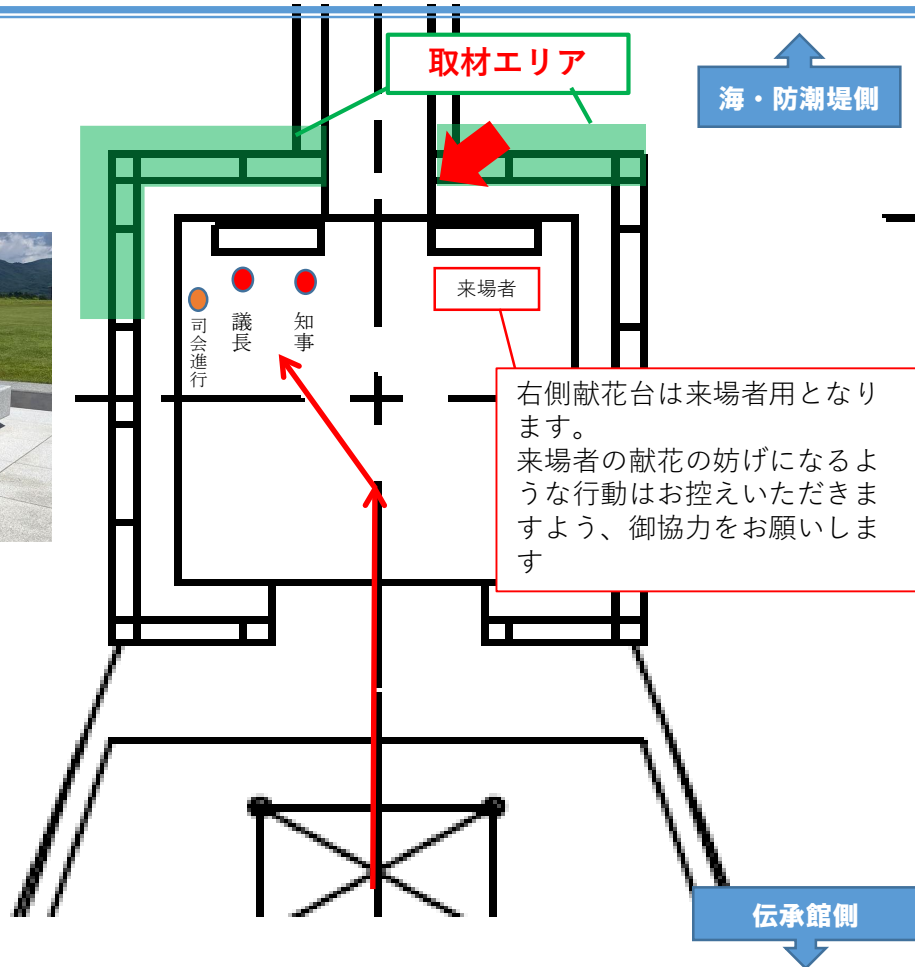 取材エリア
海・防潮堤側
来場者
知事
議長
司会進行
右側献花台は来場者用となり
ます。
来場者の献花の妨げになるよ
うな行動はお控えいただきま
すよう、御協力をお願いしま
す
伝承館側